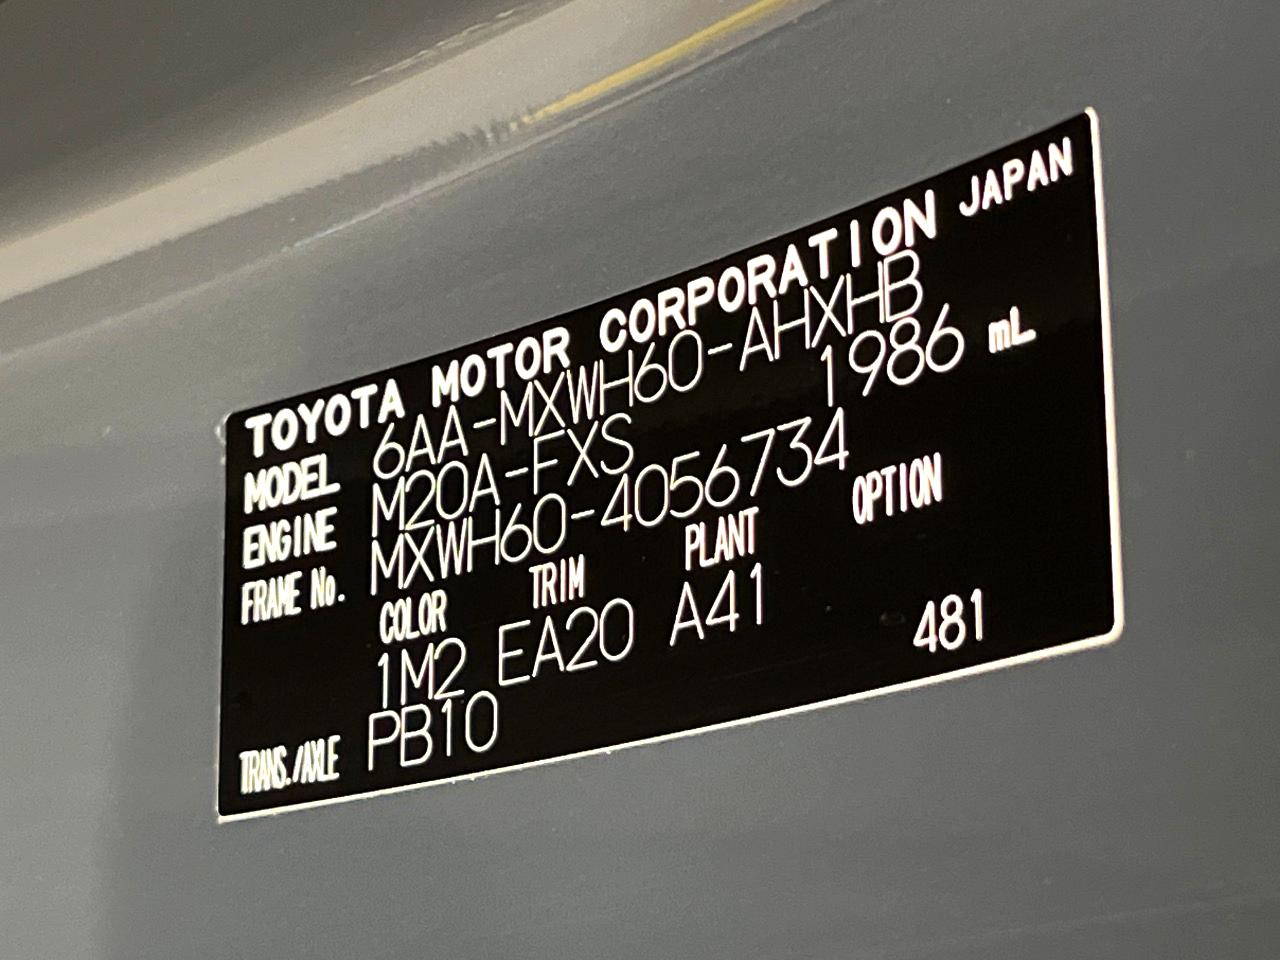 TOYOTA MOTOR CORPORATION JAPAN
MODEL 6AA-MXWH60-AHXHB
ENGINE M20A-FXS 1986 mL
FRAME No. MXWH60-4056734
COLOR TRIM PLANT OPTION
1M2 EA20 A41 481
TRANS./AXLE PB10